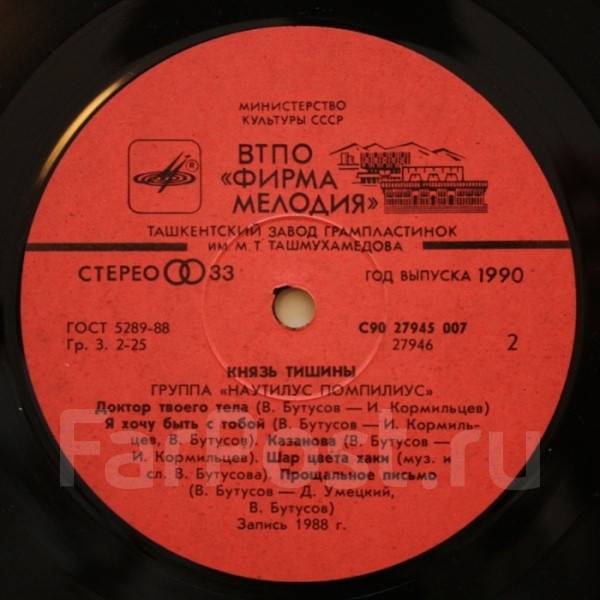 МИНИСТЕРСТВО
КУЛЬТУРЫ СССР
ВТПО
«ФИРМА
МЕЛОДИЯ»
ТАШКЕНТСКИЙ ЗАВОД ГРАМПЛАСТИНОК
ИМ. М. Т. ТАШМУХАМЕДОВА
СТЕРЕО 33
ГОД ВЫПУСКА 1990
ГОСТ 5289-88
Гр. 3. 2-25
С90 27945 007
27946
2
КНЯЗЬ ТИШИНЫ
ГРУППА «НАУТИЛУС ПОМПИЛИУС»
Доктор твоего тела (В. Бутусов — И. Кормильцев)
Я хочу быть с тобой (В. Бутусов — И. Кормиль-
цев, В. Бутусов). Казанова (В. Бутусов —
И. Кормильцев). Шар цвета хаки (муз. и
сл. В. Бутусова). Прощальное письмо
(В. Бутусов — Д. Умецкий,
В. Бутусов)
Запись 1988 г.
FarPost.ru